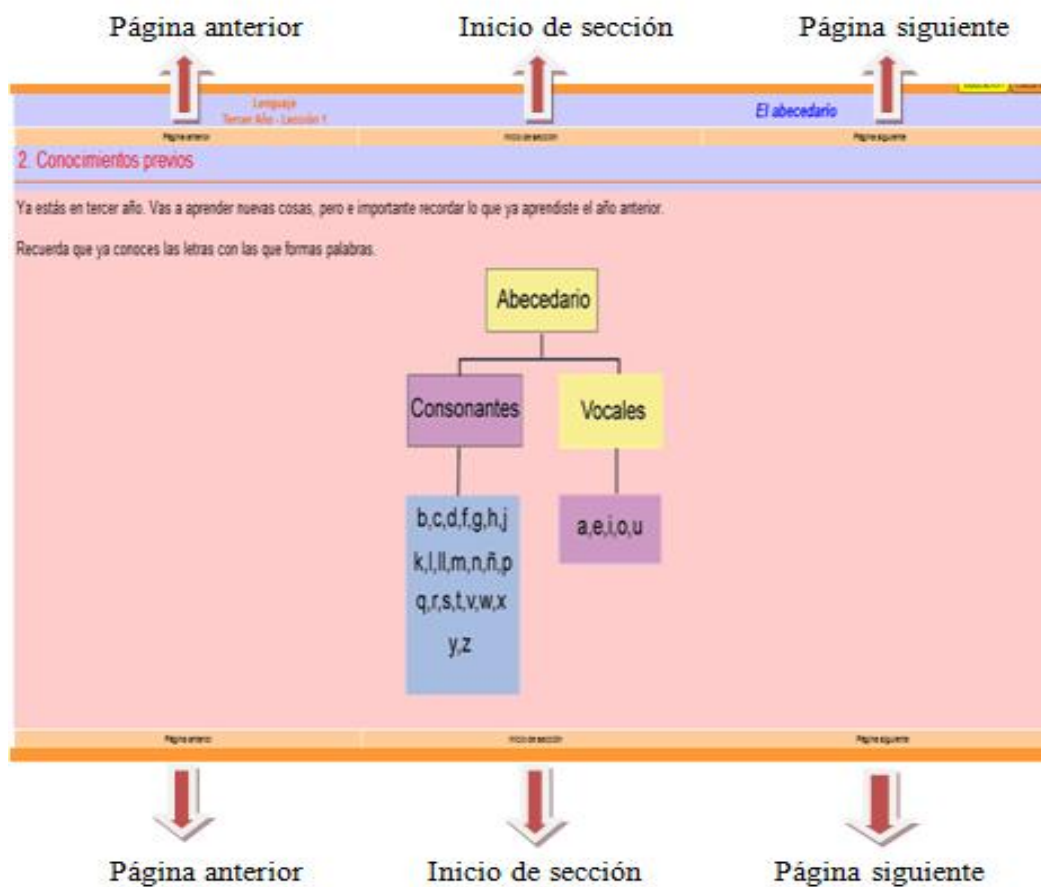 Página anterior
Inicio de sección
Página siguiente
Lenguaje
Tercer Año - Lección 1
El abecedario
Página anterior
Inicio de sección
Página siguiente
2. Conocimientos previos
Ya estás en tercer año. Vas a aprender nuevas cosas, pero e importante recordar lo que ya aprendiste el año anterior.
Recuerda que ya conoces las letras con las que formas palabras.
Abecedario
Consonantes
Vocales
b,c,d,f,g,h,j
k,l,ll,m,n,ñ,p
q,r,s,t,v,w,x
y,z
a,e,i,o,u
Página anterior
Inicio de sección
Página siguiente
Página anterior
Inicio de sección
Página siguiente